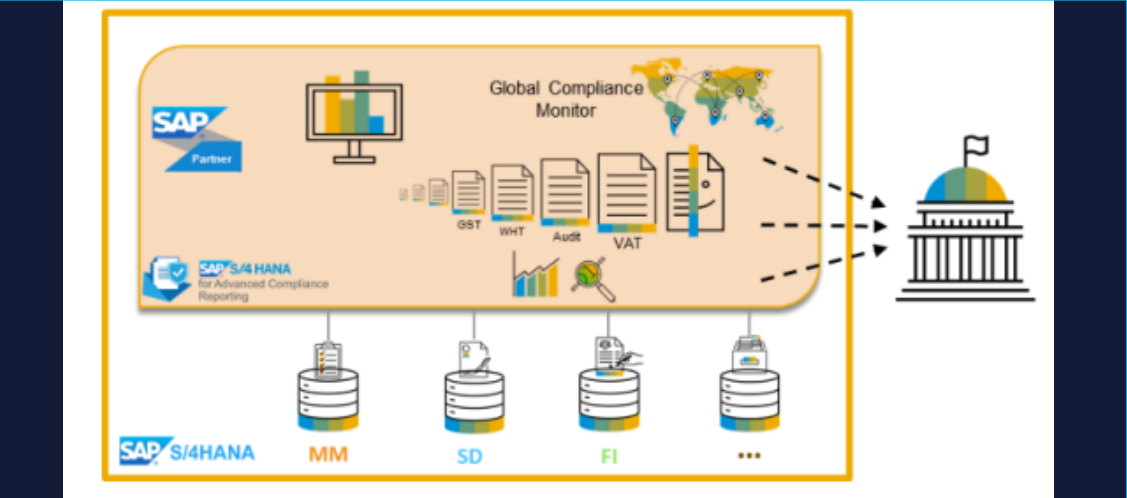 Global Compliance
Monitor
SAP
Partner
GST
WHT
Audit
VAT
SAP S/4 HANA
for Advanced Compliance
Reporting
SAP S/4HANA
MM
SD
FI
...